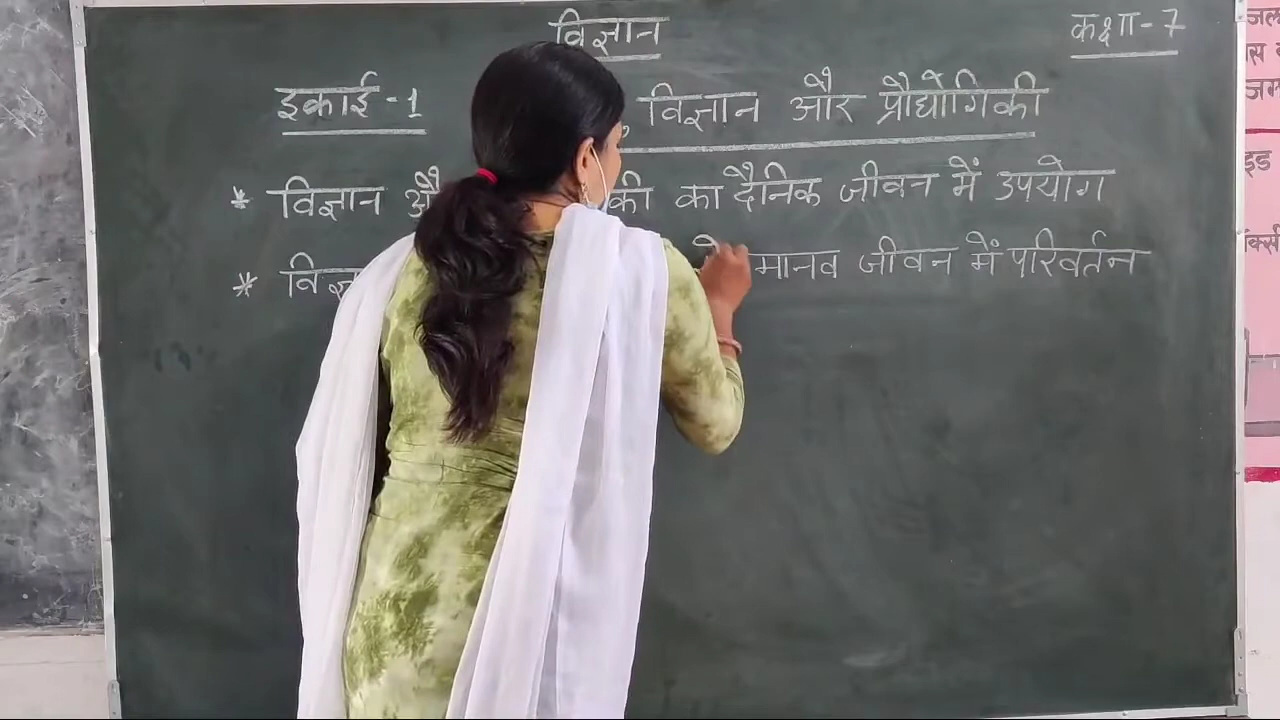 विज्ञान
कक्षा-7
इकाई-1 , विज्ञान और प्रौद्योगिकी
* विज्ञान का दैनिक जीवन में उपयोग
* मानव जीवन में परिवर्तन